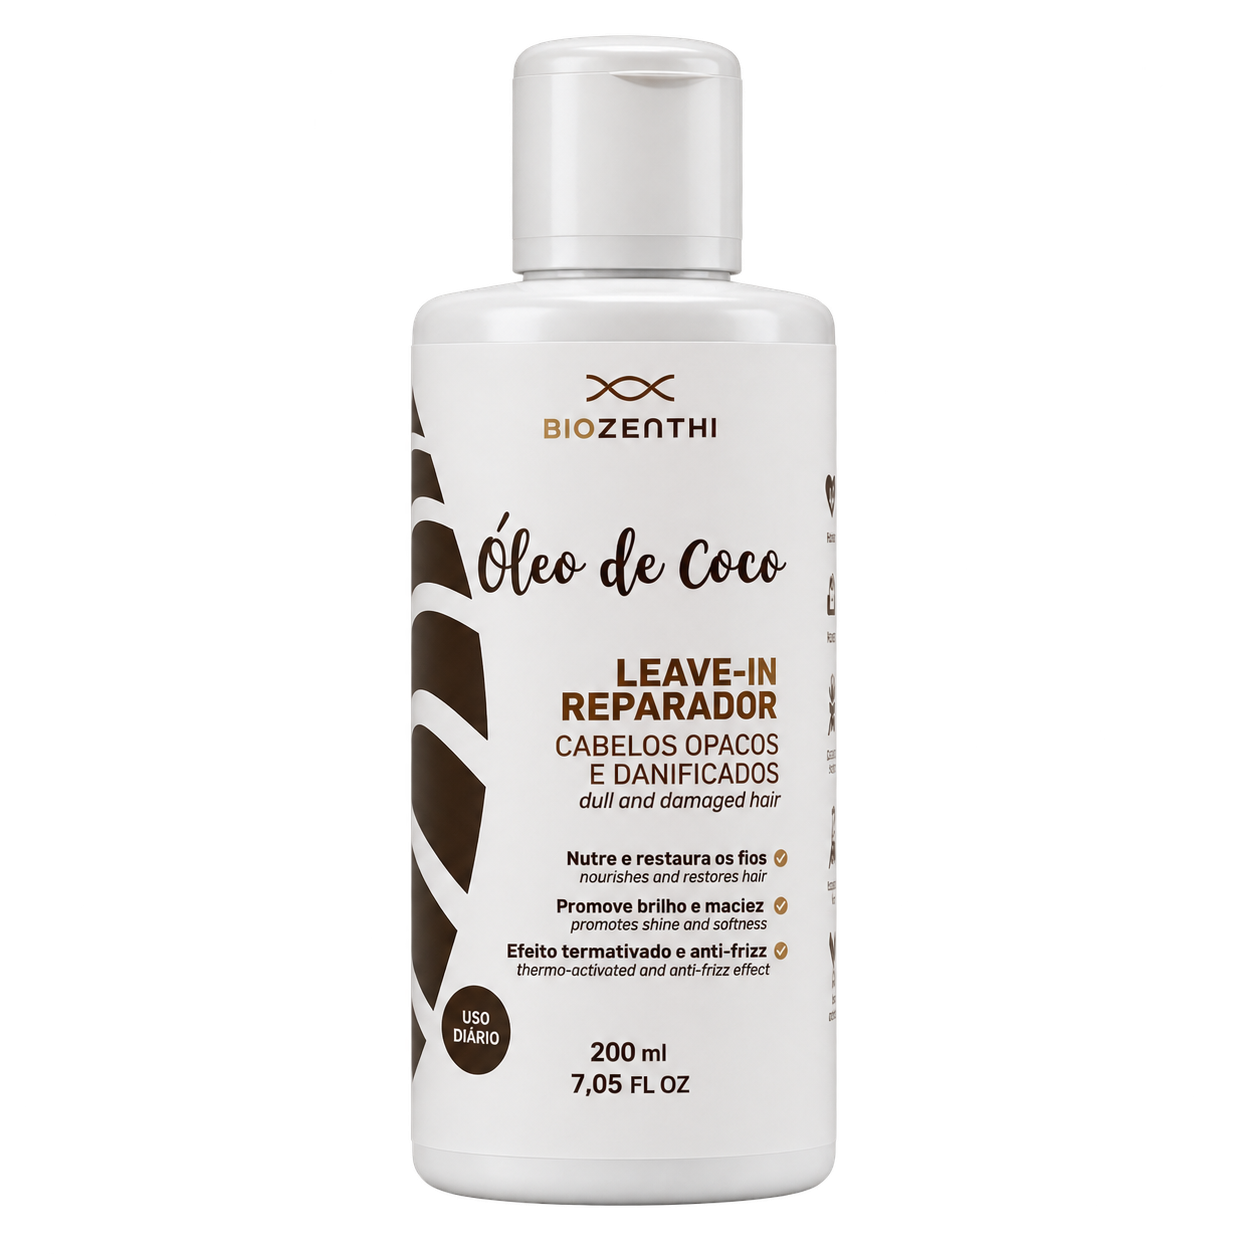 BIOZENTHI
Óleo de Coco
LEAVE-IN
REPARADOR
CABELOS OPACOS
E DANIFICADOS
dull and damaged hair
Nutre e restaura os fios
nourishes and restores hair
Promove brilho e maciez
promotes shine and softness
Efeito termativado e anti-frizz
thermo-activated and anti-frizz effect
USO
DIÁRIO
200 ml
7,05 FL OZ